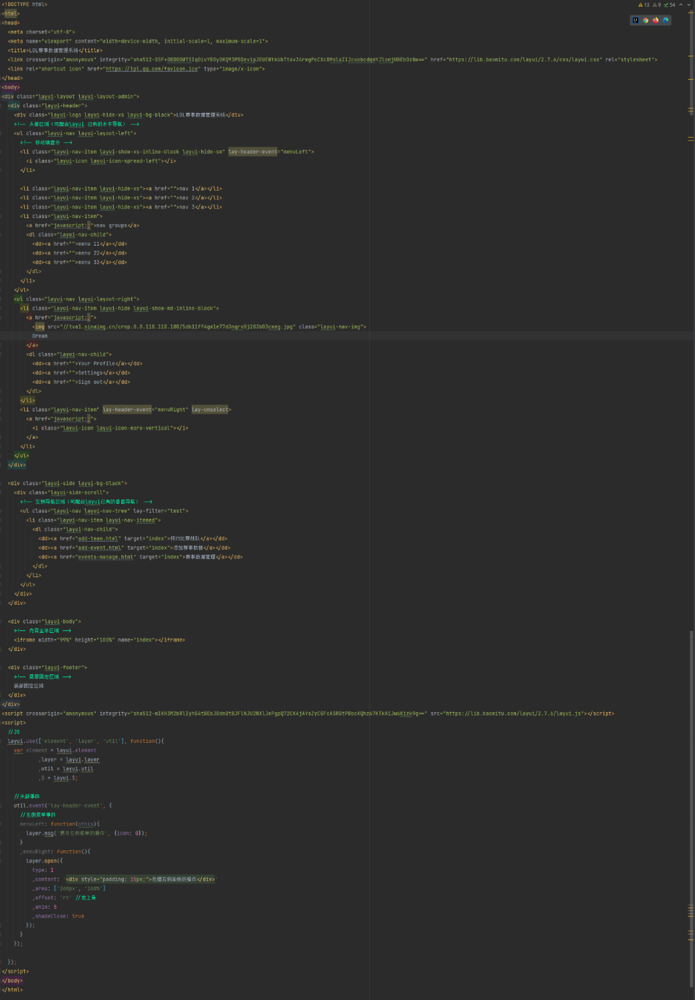 <!DOCTYPE html>
13 9 54
<html>
<head>
<meta charset="utf-8">
<meta name="viewport" content="width=device-width, initial-scale=1, maximum-scale=1">
<title>LOL赛事数据管理系统</title>
<link crossorigin="anonymous" href="https://lib.baomitu.com/layui/2.7.6/css/layui.css" rel="stylesheet">
<link rel="shortcut icon" href="https://lpl.qq.com/favicon.ico" type="image/x-icon">
</head>
<body>
<div class="layui-layout layui-layout-admin">
<div class="layui-header">
<div class="layui-logo layui-hide-xs layui-bg-black">LOL赛事数据管理系统</div>
<!-- 头部区域（可配合layui 已有的水平导航） -->
<ul class="layui-nav layui-layout-left">
<!-- 移动端显示 -->
<li class="layui-nav-item layui-show-xs-inline-block layui-hide-sm" lay-header-event="menuLeft">
<i class="layui-icon layui-icon-spread-left"></i>
</li>
<li class="layui-nav-item layui-hide-xs"><a href="">nav 1</a></li>
<li class="layui-nav-item layui-hide-xs"><a href="">nav 2</a></li>
<li class="layui-nav-item layui-hide-xs"><a href="">nav 3</a></li>
<li class="layui-nav-item">
<a href="javascript:;">nav groups</a>
<dl class="layui-nav-child">
<dd><a href="">menu 11</a></dd>
<dd><a href="">menu 22</a></dd>
<dd><a href="">menu 33</a></dd>
</dl>
</li>
</ul>
<ul class="layui-nav layui-layout-right">
<li class="layui-nav-item layui-hide layui-show-md-inline-block">
<a href="javascript:;">
<img src="//tva1.sinaimg.cn/crop.0.0.118.118.180/5db11ff4gw1e77d3nqrv8j203b03cweg.jpg" class="layui-nav-img">
Dream
</a>
<dl class="layui-nav-child">
<dd><a href="">Your Profile</a></dd>
<dd><a href="">Settings</a></dd>
<dd><a href="">Sign out</a></dd>
</dl>
</li>
<li class="layui-nav-item" lay-header-event="menuRight" lay-unselect>
<a href="javascript:;">
<i class="layui-icon layui-icon-more-vertical"></i>
</a>
</li>
</ul>
</div>
<div class="layui-side layui-bg-black">
<div class="layui-side-scroll">
<!-- 左侧导航区域（可配合layui已有的垂直导航） -->
<ul class="layui-nav layui-nav-tree" lay-filter="test">
<li class="layui-nav-item layui-nav-itemed">
<dl class="layui-nav-child">
<dd><a href="add-team.html" target="index">预约比赛战队</a></dd>
<dd><a href="add-event.html" target="index">添加赛事数据</a></dd>
<dd><a href="events-manage.html" target="index">赛事数据管理</a></dd>
</dl>
</li>
</ul>
</div>
</div>
<div class="layui-body">
<!-- 内容主体区域 -->
<iframe width="99%" height="100%" name="index"></iframe>
</div>
<div class="layui-footer">
<!-- 底部固定区域 -->
底部固定区域
</div>
</div>
<script crossorigin="anonymous" src="https://lib.baomitu.com/layui/2.7.6/layui.js"></script>
<script>
//JS
layui.use(['element', 'layer', 'util'], function(){
var element = layui.element
,layer = layui.layer
,util = layui.util
,$ = layui.$;
//头部事件
util.event('lay-header-event', {
//左侧菜单事件
menuLeft: function(othis){
layer.msg('展开左侧菜单的操作', {icon: 0});
}
,menuRight: function(){
layer.open({
type: 1
,content: '<div style="padding: 15px;">处理右侧面板的操作</div>'
,area: ['260px', '100%']
,offset: 'rt' //右上角
,anim: 5
,shadeClose: true
});
}
});
});
</script>
</body>
</html>